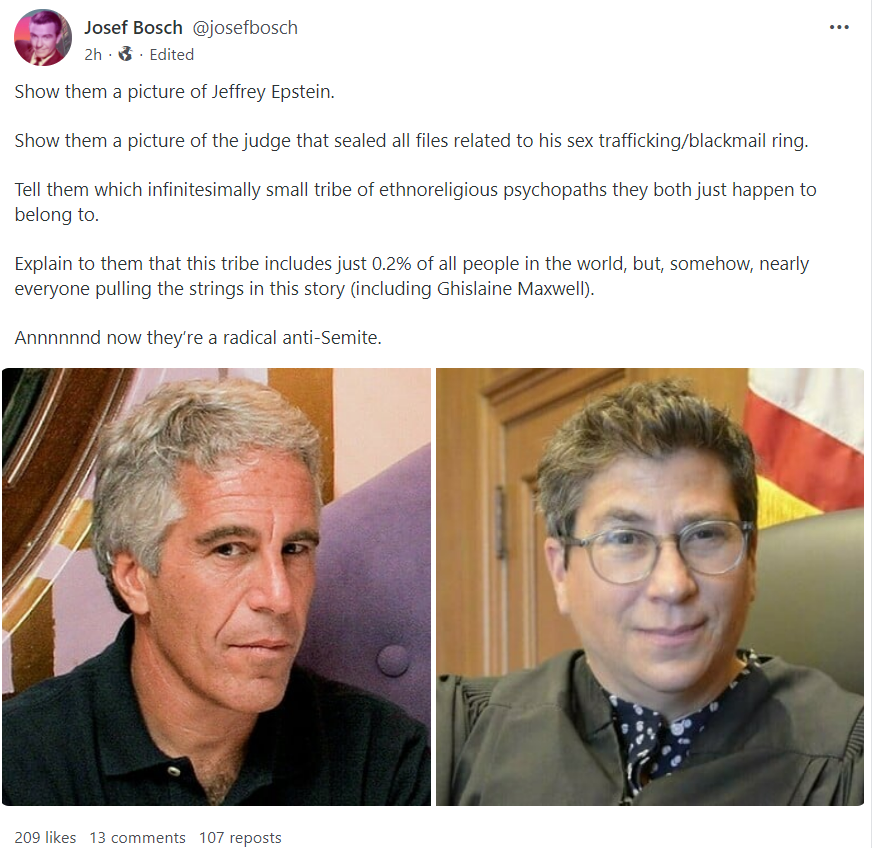 Josef Bosch @josefbosch
2h · Edited
Show them a picture of Jeffrey Epstein.
Show them a picture of the judge that sealed all files related to his sex trafficking/blackmail ring.
Tell them which infinitesimally small tribe of ethnoreligious psychopaths they both just happen to
belong to.
Explain to them that this tribe includes just 0.2% of all people in the world, but, somehow, nearly
everyone pulling the strings in this story (including Ghislaine Maxwell).
Annnnnnd now they’re a radical anti-Semite.
209 likes 13 comments 107 reposts